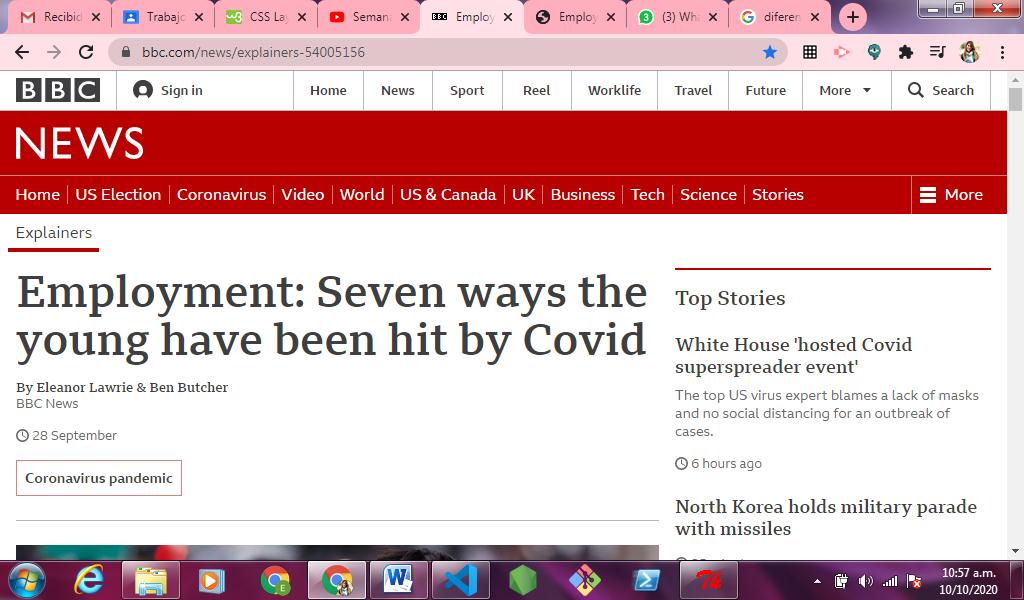 Recibid
Trabajo
CSS Lay
Seman
BBC Employ
Employ
(3) Wha
diferen
bbc.com/news/explainers-54005156
BBC
Sign in
Home
News
Sport
Reel
Worklife
Travel
Future
More
Search
NEWS
Home
US Election
Coronavirus
Video
World
US & Canada
UK
Business
Tech
Science
Stories
More
Explainers
Employment: Seven ways the
young have been hit by Covid
By Eleanor Lawrie & Ben Butcher
BBC News
28 September
Coronavirus pandemic
Top Stories
White House 'hosted Covid
superspreader event'
The top US virus expert blames a lack of masks
and no social distancing for an outbreak of
cases.
6 hours ago
North Korea holds military parade
with missiles
10:57 a.m.
10/10/2020